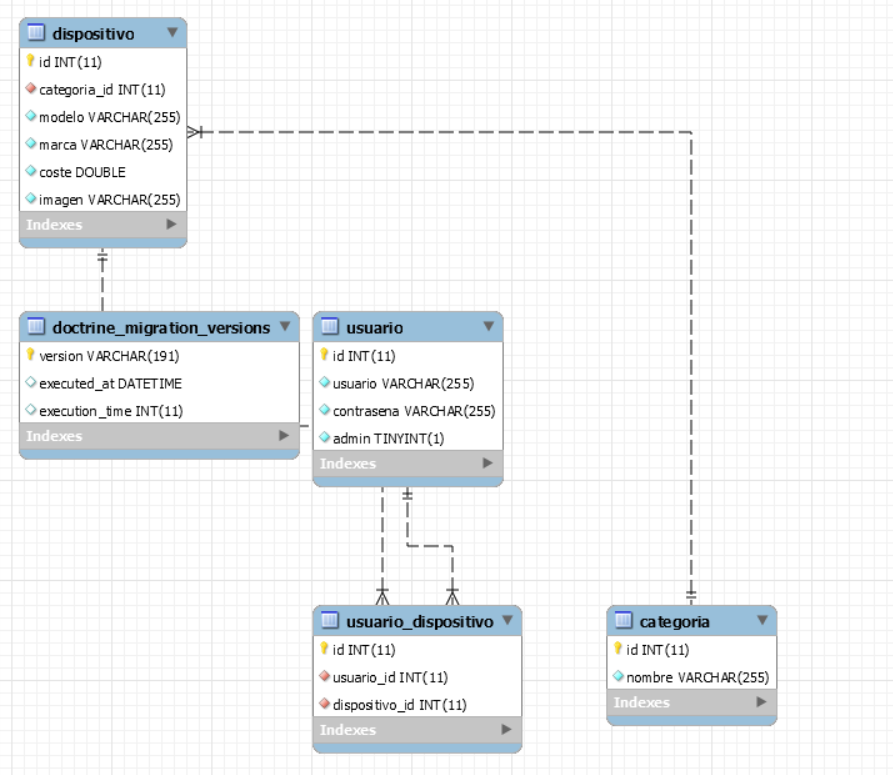 dispositivo
id INT(11)
categoria_id INT(11)
modelo VARCHAR(255)
marca VARCHAR(255)
coste DOUBLE
imagen VARCHAR(255)
Indexes
doctrine_migration_versions
version VARCHAR(191)
executed_at DATETIME
execution_time INT(11)
Indexes
usuario
id INT(11)
usuario VARCHAR(255)
contrasena VARCHAR(255)
admin TINYINT(1)
Indexes
usuario_dispositivo
id INT(11)
usuario_id INT(11)
dispositivo_id INT(11)
Indexes
categoria
id INT(11)
nombre VARCHAR(255)
Indexes